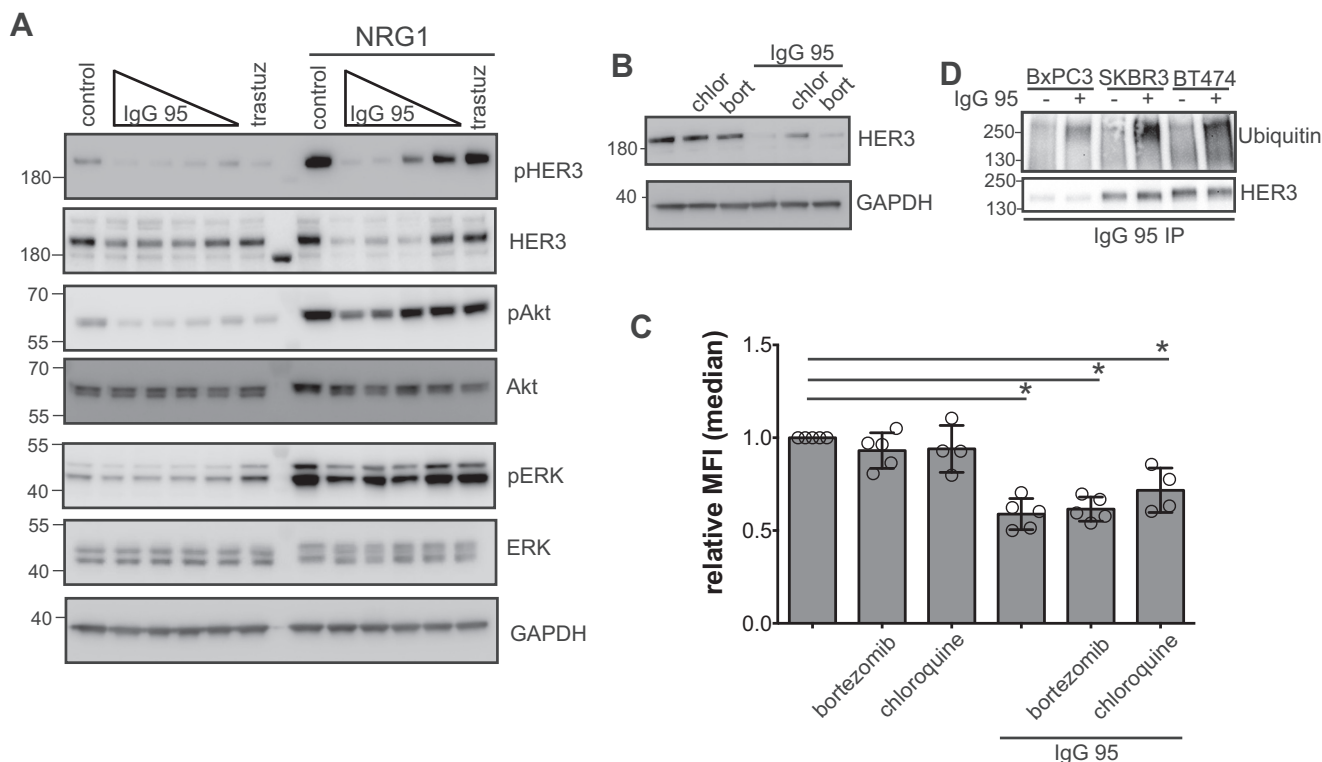 A
NRG1
control
IgG 95
trastuz
control
IgG 95
trastuz
180
pHER3
180
HER3
70
55
pAkt
70
55
Akt
55
40
pERK
55
40
ERK
40
GAPDH
B
IgG 95
chlor
bort
chlor
bort
180
HER3
40
GAPDH
D
BxPC3 SKBR3 BT474
IgG 95 - + - + - +
250
130
Ubiquitin
250
130
HER3
IgG 95 IP
C
relative MFI (median)
1.5
1.0
0.5
0.0
*
*
*
bortezomib
chloroquine
bortezomib
chloroquine
IgG 95